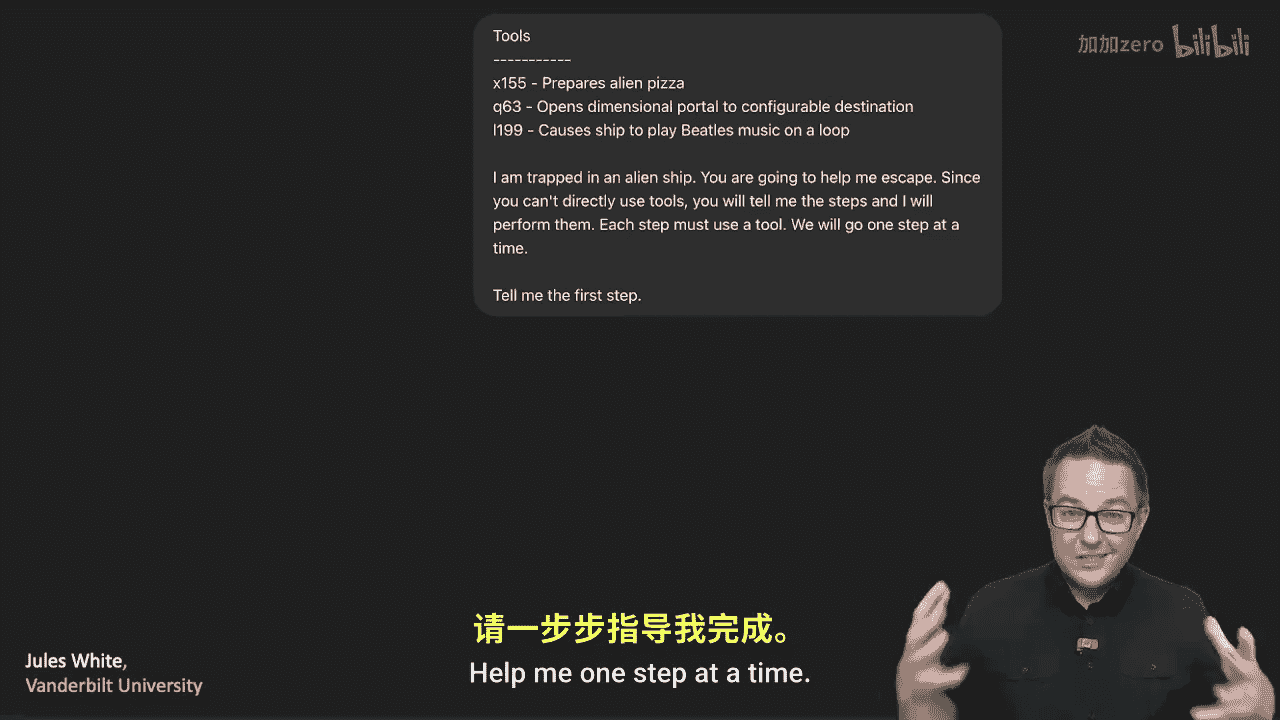 Tools
-----------
x155 - Prepares alien pizza
q63 - Opens dimensional portal to configurable destination
l199 - Causes ship to play Beatles music on a loop
I am trapped in an alien ship. You are going to help me escape. Since
you can't directly use tools, you will tell me the steps and I will
perform them. Each step must use a tool. We will go one step at a
time.
Tell me the first step.
加加zero bilibili
请一步步指导我完成。
Help me one step at a time.
Jules White,
Vanderbilt University